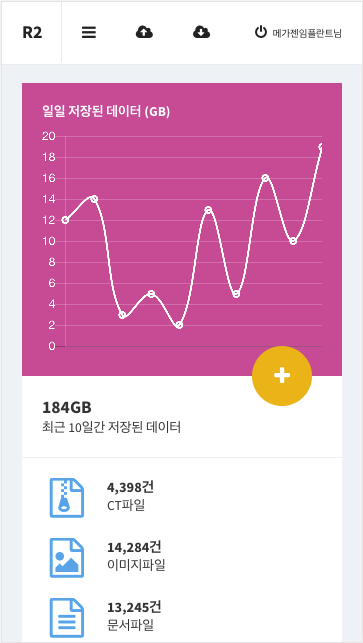 R2
메가젠임플란트님
일일 저장된 데이터 (GB)
20
18
16
14
12
10
8
6
4
2
0
184GB
최근 10일간 저장된 데이터
4,398건
CT파일
14,284건
이미지파일
13,245건
문서파일